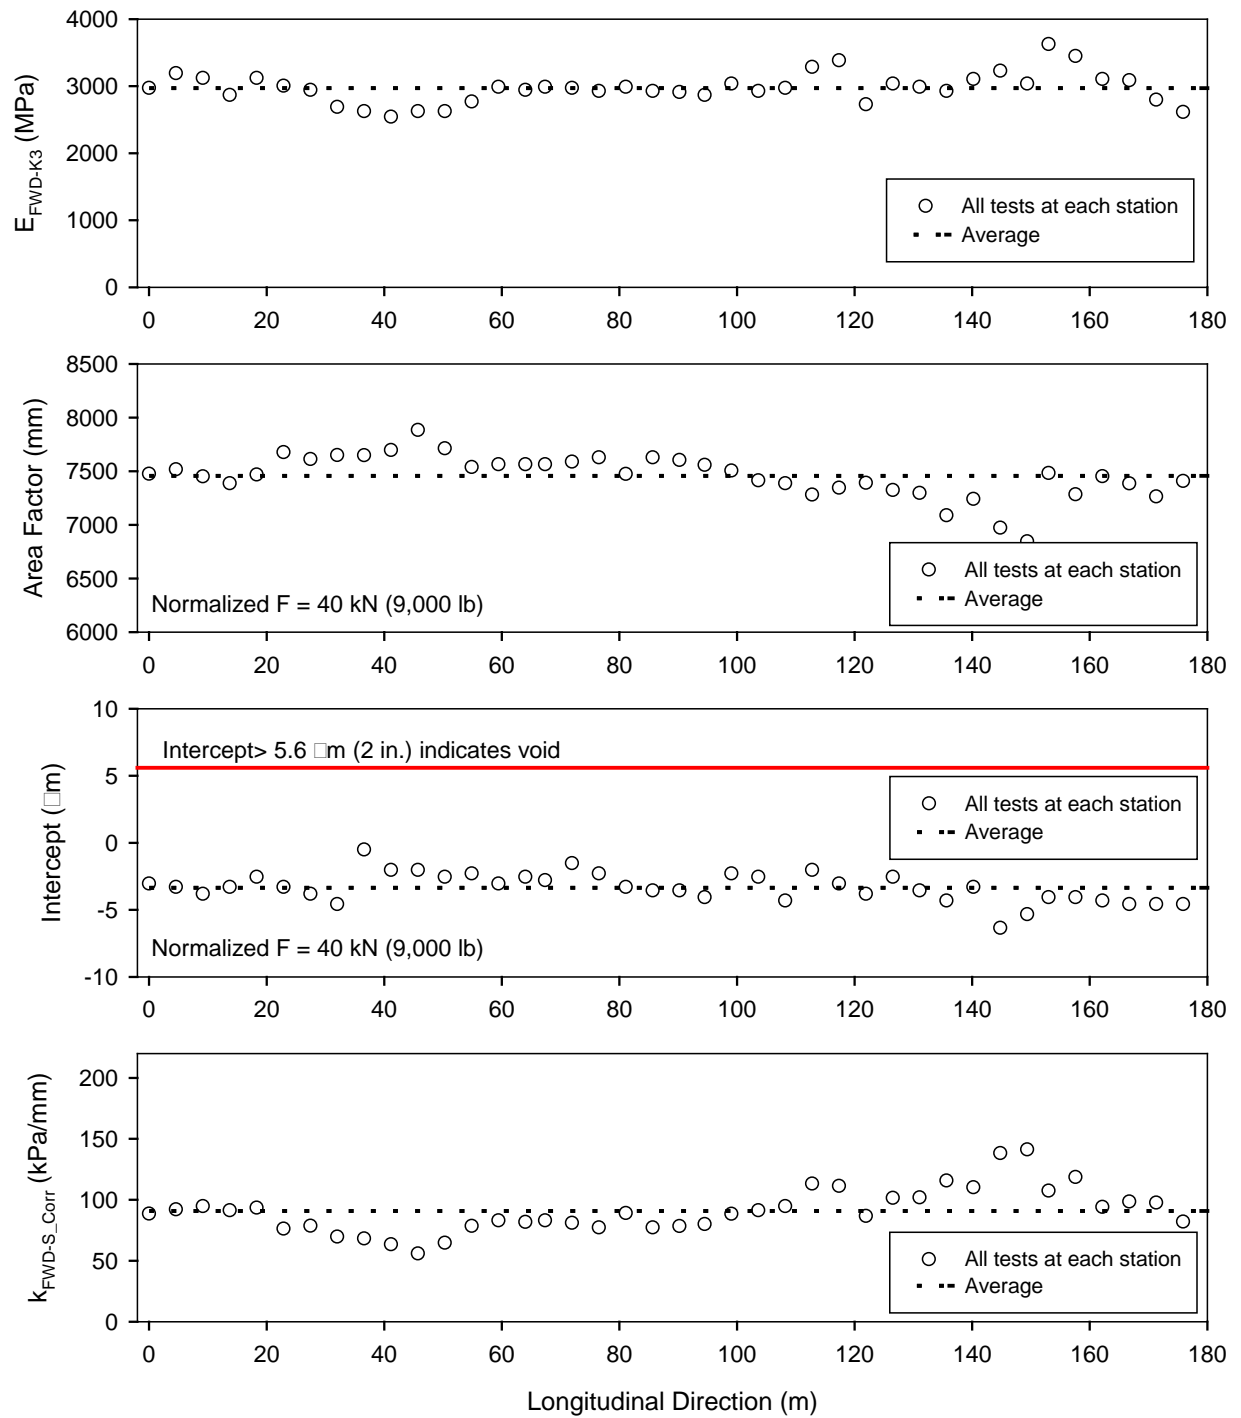 4000
3000
2000
1000
0
E_FWD-K3 (MPa)
All tests at each station
Average
0 20 40 60 80 100 120 140 160 180
8500
8000
7500
7000
6500
6000
Area Factor (mm)
Normalized F = 40 kN (9,000 lb)
All tests at each station
Average
0 20 40 60 80 100 120 140 160 180
10
5
0
-5
-10
Intercept (□m)
Intercept> 5.6 □m (2 in.) indicates void
All tests at each station
Average
Normalized F = 40 kN (9,000 lb)
0 20 40 60 80 100 120 140 160 180
200
150
100
50
0
k_FWD-S_Corr (kPa/mm)
All tests at each station
Average
0 20 40 60 80 100 120 140 160 180
Longitudinal Direction (m)